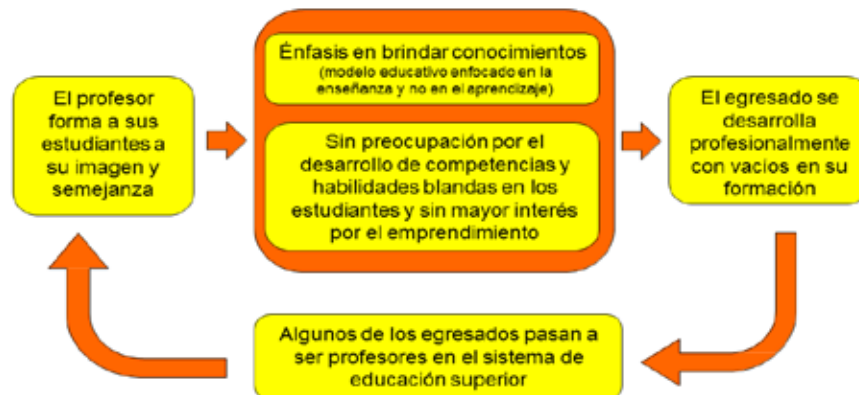 El profesor
forma a sus
estudiantes a
su imagen y
semejanza
Énfasis en brindar conocimientos
(modelo educativo enfocado en la
enseñanza y no en el aprendizaje)
Sin preocupación por el
desarrollo de competencias y
habilidades blandas en los
estudiantes y sin mayor interés
por el emprendimiento
El egresado se
desarrolla
profesionalmente
con vacios en su
formación
Algunos de los egresados pasan a
ser profesores en el sistema de
educación superior